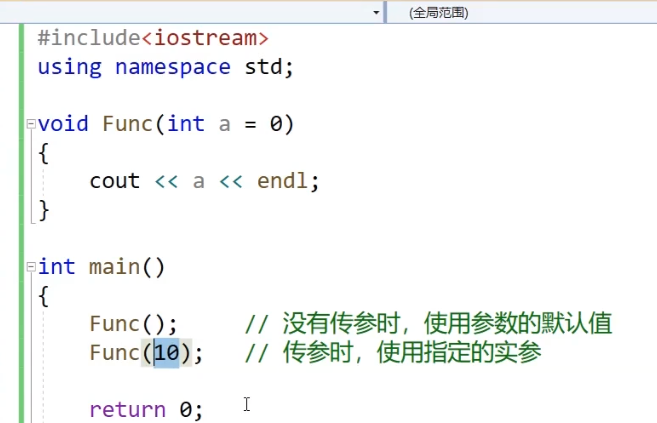 (全局范围)
#include<iostream>
using namespace std;
void Func(int a = 0)
{
    cout << a << endl;
}
int main()
{
    Func();     // 没有传参时，使用参数的默认值
    Func(10);   // 传参时，使用指定的实参
    return 0;